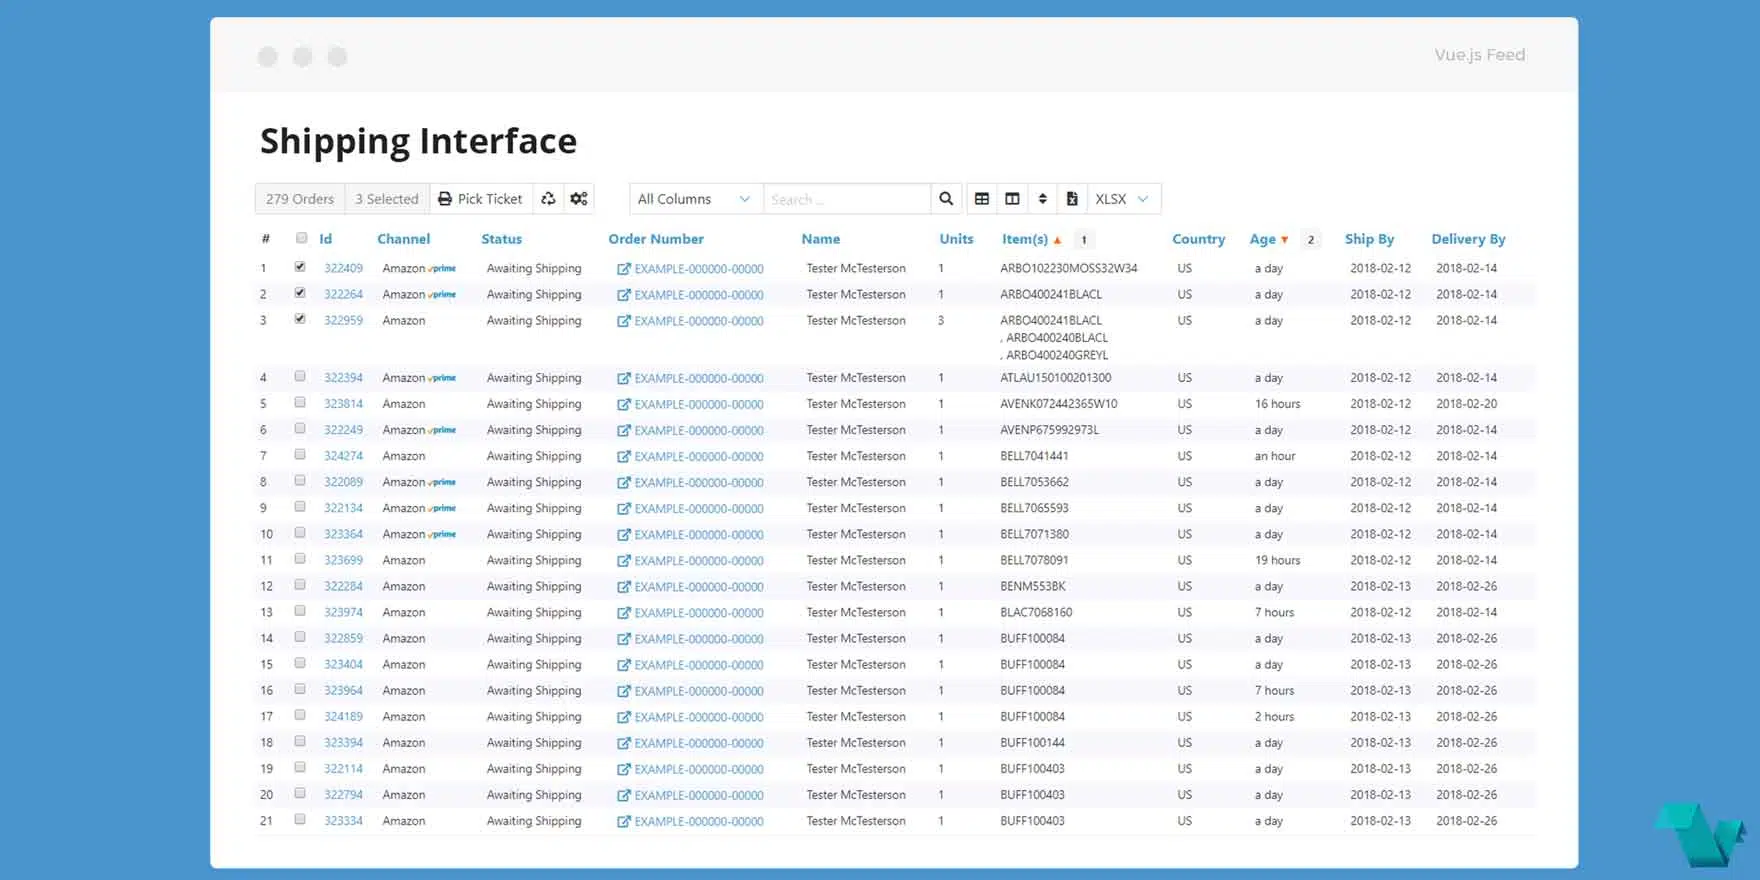 Vue.js Feed
Shipping Interface
279 Orders 3 Selected Pick Ticket All Columns Search ... XLSX
# Id Channel Status Order Number Name Units Item(s) 1 Country Age 2 Ship By Delivery By
1 322409 Amazon prime Awaiting Shipping EXAMPLE-000000-00000 Tester McTesterson 1 ARBO102230MOSS32W34 US a day 2018-02-12 2018-02-14
2 322264 Amazon prime Awaiting Shipping EXAMPLE-000000-00000 Tester McTesterson 1 ARBO400241BLACL US a day 2018-02-12 2018-02-14
3 322959 Amazon Awaiting Shipping EXAMPLE-000000-00000 Tester McTesterson 3 ARBO400241BLACL US a day 2018-02-12 2018-02-14
, ARBO400240BLACL
, ARBO400240GREYL
4 322394 Amazon prime Awaiting Shipping EXAMPLE-000000-00000 Tester McTesterson 1 ATLAU150100201300 US a day 2018-02-12 2018-02-14
5 323814 Amazon Awaiting Shipping EXAMPLE-000000-00000 Tester McTesterson 1 AVENK072442365W10 US 16 hours 2018-02-12 2018-02-20
6 322249 Amazon prime Awaiting Shipping EXAMPLE-000000-00000 Tester McTesterson 1 AVENP675992973L US a day 2018-02-12 2018-02-14
7 324274 Amazon Awaiting Shipping EXAMPLE-000000-00000 Tester McTesterson 1 BELL7041441 US an hour 2018-02-12 2018-02-14
8 322089 Amazon prime Awaiting Shipping EXAMPLE-000000-00000 Tester McTesterson 1 BELL7053662 US a day 2018-02-12 2018-02-14
9 322134 Amazon prime Awaiting Shipping EXAMPLE-000000-00000 Tester McTesterson 1 BELL7065593 US a day 2018-02-12 2018-02-14
10 323364 Amazon prime Awaiting Shipping EXAMPLE-000000-00000 Tester McTesterson 1 BELL7071380 US a day 2018-02-12 2018-02-14
11 323699 Amazon Awaiting Shipping EXAMPLE-000000-00000 Tester McTesterson 1 BELL7078091 US 19 hours 2018-02-12 2018-02-14
12 322284 Amazon Awaiting Shipping EXAMPLE-000000-00000 Tester McTesterson 1 BENM553BK US a day 2018-02-13 2018-02-26
13 323974 Amazon Awaiting Shipping EXAMPLE-000000-00000 Tester McTesterson 1 BLAC7068160 US 7 hours 2018-02-12 2018-02-14
14 322859 Amazon Awaiting Shipping EXAMPLE-000000-00000 Tester McTesterson 1 BUFF100084 US a day 2018-02-13 2018-02-26
15 323404 Amazon Awaiting Shipping EXAMPLE-000000-00000 Tester McTesterson 1 BUFF100084 US a day 2018-02-13 2018-02-26
16 323964 Amazon Awaiting Shipping EXAMPLE-000000-00000 Tester McTesterson 1 BUFF100084 US 7 hours 2018-02-13 2018-02-26
17 324189 Amazon Awaiting Shipping EXAMPLE-000000-00000 Tester McTesterson 1 BUFF100084 US 2 hours 2018-02-13 2018-02-26
18 323394 Amazon Awaiting Shipping EXAMPLE-000000-00000 Tester McTesterson 1 BUFF100144 US a day 2018-02-13 2018-02-26
19 322114 Amazon Awaiting Shipping EXAMPLE-000000-00000 Tester McTesterson 1 BUFF100403 US a day 2018-02-13 2018-02-26
20 322794 Amazon Awaiting Shipping EXAMPLE-000000-00000 Tester McTesterson 1 BUFF100403 US a day 2018-02-13 2018-02-26
21 323334 Amazon Awaiting Shipping EXAMPLE-000000-00000 Tester McTesterson 1 BUFF100403 US a day 2018-02-13 2018-02-26